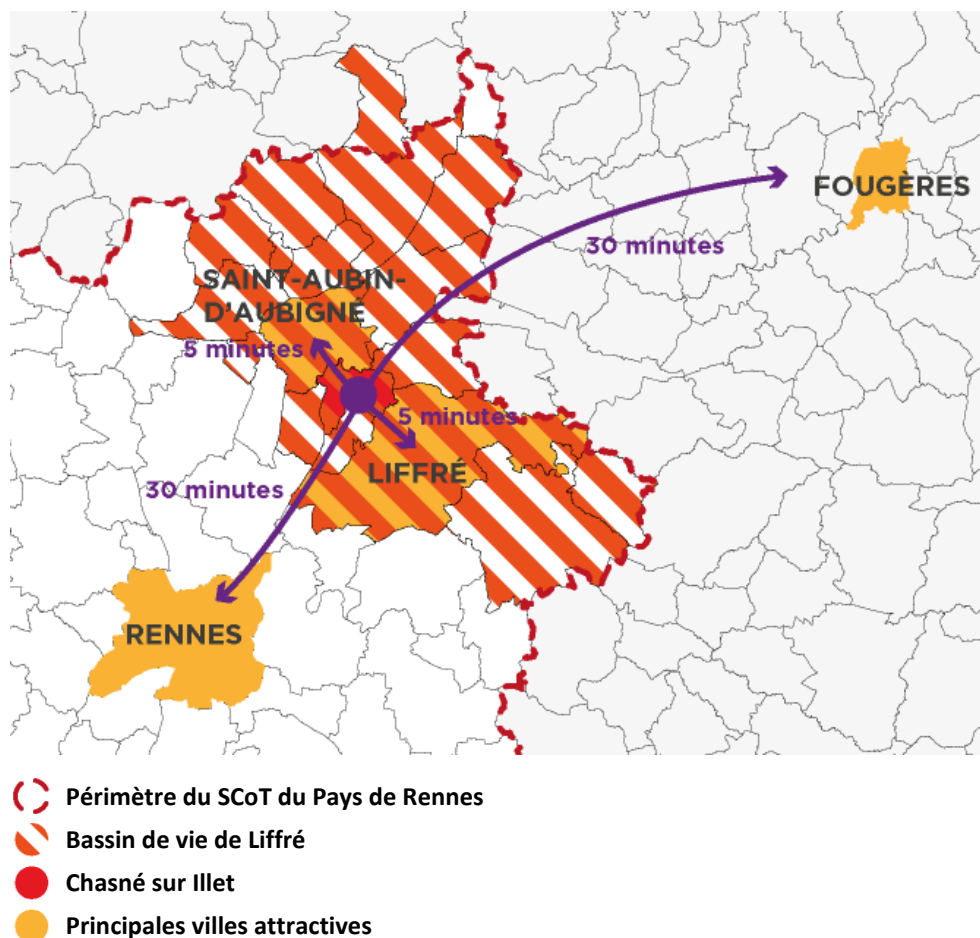 FOUGÈRES
30 minutes
SAINT-AUBIN-
D'AUBIGNÉ
5 minutes
5 minutes
LIFFRÉ
30 minutes
RENNES
Périmètre du SCoT du Pays de Rennes
Bassin de vie de Liffré
Chasné sur Illet
Principales villes attractives